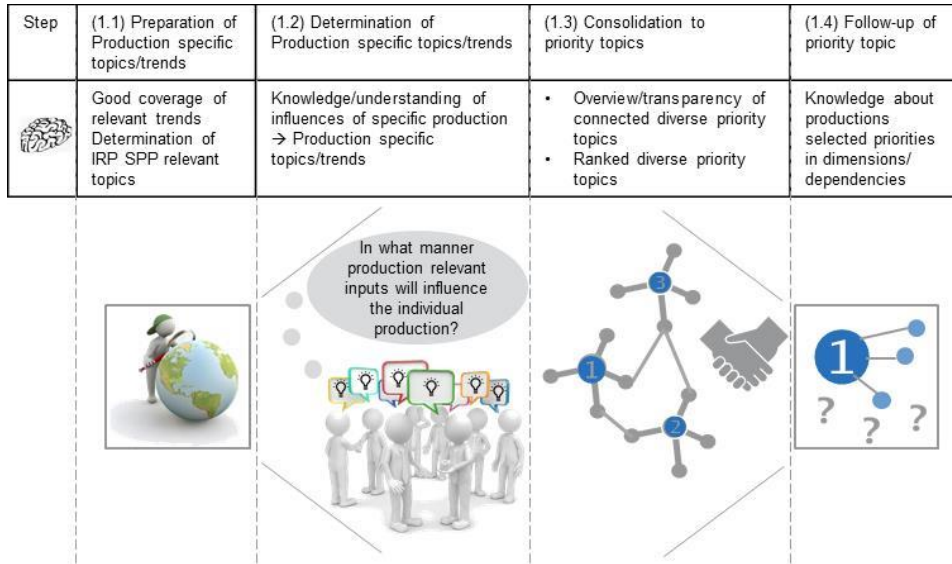 Step
(1.1) Preparation of
Production specific
topics/trends
(1.2) Determination of
Production specific topics/trends
(1.3) Consolidation to
priority topics
(1.4) Follow-up of
priority topic
Good coverage of
relevant trends
Determination of
IRP SPP relevant
topics
Knowledge/understanding of
influences of specific production
→ Production specific
topics/trends
• Overview/transparency of
connected diverse priority
topics
• Ranked diverse priority
topics
Knowledge about
productions
selected priorities
in dimensions/
dependencies
In what manner
production relevant
inputs will influence
the individual
production?
3
1
2
1
? ? ?